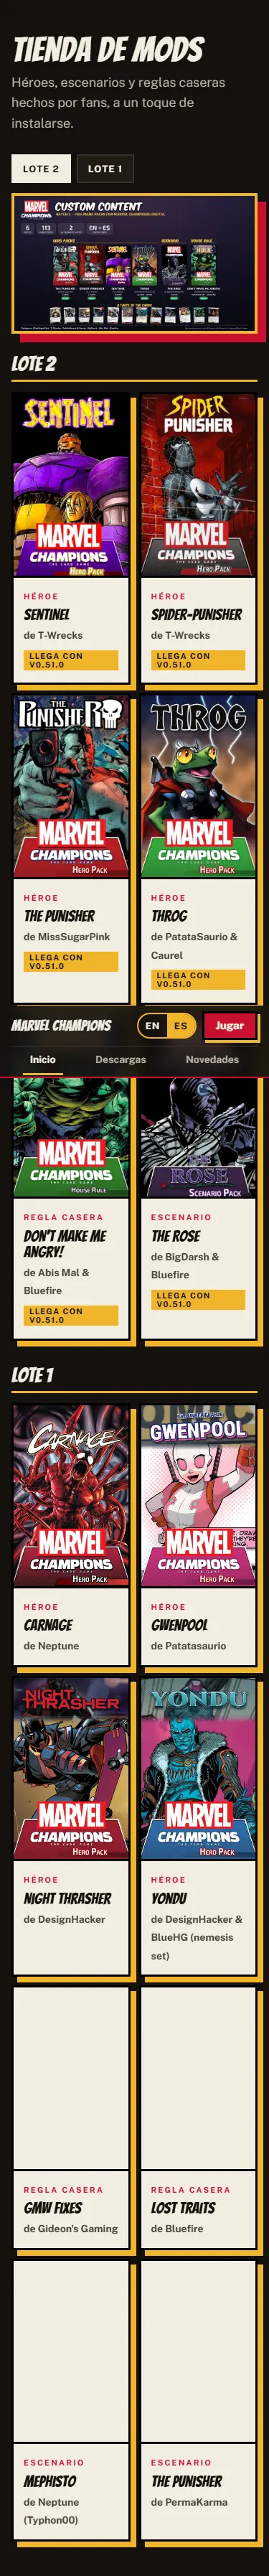 TIENDA DE MODS
Héroes, escenarios y reglas caseras
hechos por fans, a un toque de
instalarse.
LOTE 2
LOTE 1
MARVEL
CHAMPIONS
CUSTOM CONTENT
6
113
2
EN + ES
LOTE 2
SENTINEL
MARVEL
CHAMPIONS
HERO PACK
SPIDER
PUNISHER
MARVEL
CHAMPIONS
HERO PACK
HÉROE
SENTINEL
de T-Wrecks
LLEGA CON
V0.51.0
HÉROE
SPIDER-PUNISHER
de T-Wrecks
LLEGA CON
V0.51.0
THE
PUNISHER
MARVEL
CHAMPIONS
HERO PACK
THROG
MARVEL
CHAMPIONS
HERO PACK
HÉROE
THE PUNISHER
de MissSugarPink
LLEGA CON
V0.51.0
HÉROE
THROG
de PatataSaurio &
Caurel
LLEGA CON
V0.51.0
MARVEL CHAMPIONS
EN
ES
Jugar
Inicio
Descargas
Novedades
MARVEL
CHAMPIONS
HOUSE RULE
THE
ROSE
SCENARIO PACK
REGLA CASERA
DON'T MAKE ME
ANGRY!
de Abis Mal &
Bluefire
LLEGA CON
V0.51.0
ESCENARIO
THE ROSE
de BigDarsh &
Bluefire
LLEGA CON
V0.51.0
LOTE 1
CARNAGE
MARVEL
CHAMPIONS
HERO PACK
GWENPOOL
MARVEL
CHAMPIONS
HERO PACK
HÉROE
CARNAGE
de Neptune
HÉROE
GWENPOOL
de Patatasaurio
NIGHT
THRASHER
MARVEL
CHAMPIONS
HERO PACK
YONDU
MARVEL
CHAMPIONS
HERO PACK
HÉROE
NIGHT THRASHER
de DesignHacker
HÉROE
YONDU
de DesignHacker &
BlueHG (nemesis
set)
REGLA CASERA
GMW FIXES
de Gideon's Gaming
REGLA CASERA
LOST TRAITS
de Bluefire
ESCENARIO
MEPHISTO
de Neptune
(Typhon00)
ESCENARIO
THE PUNISHER
de PermaKarma